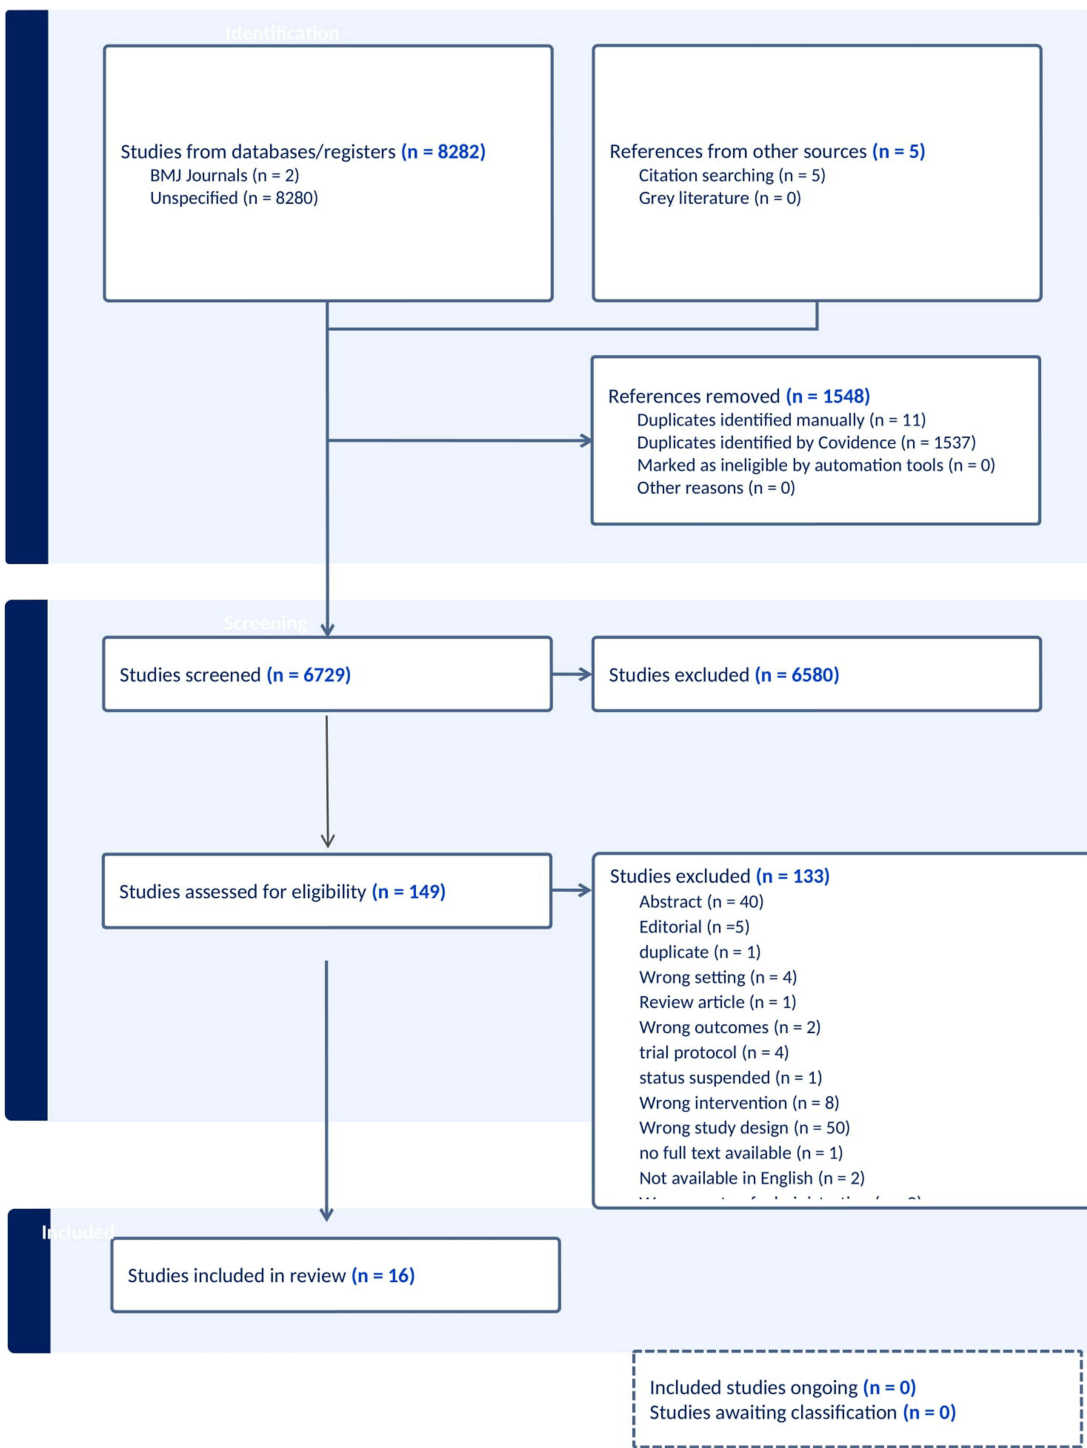 Identification
Studies from databases/registers (n = 8282)
BMJ Journals (n = 2)
Unspecified (n = 8280)
References from other sources (n = 5)
Citation searching (n = 5)
Grey literature (n = 0)
References removed (n = 1548)
Duplicates identified manually (n = 11)
Duplicates identified by Covidence (n = 1537)
Marked as ineligible by automation tools (n = 0)
Other reasons (n = 0)
Screening
Studies screened (n = 6729)
Studies excluded (n = 6580)
Studies assessed for eligibility (n = 149)
Studies excluded (n = 133)
Abstract (n = 40)
Editorial (n =5)
duplicate (n = 1)
Wrong setting (n = 4)
Review article (n = 1)
Wrong outcomes (n = 2)
trial protocol (n = 4)
status suspended (n = 1)
Wrong intervention (n = 8)
Wrong study design (n = 50)
no full text available (n = 1)
Not available in English (n = 2)
Included
Studies included in review (n = 16)
Included studies ongoing (n = 0)
Studies awaiting classification (n = 0)